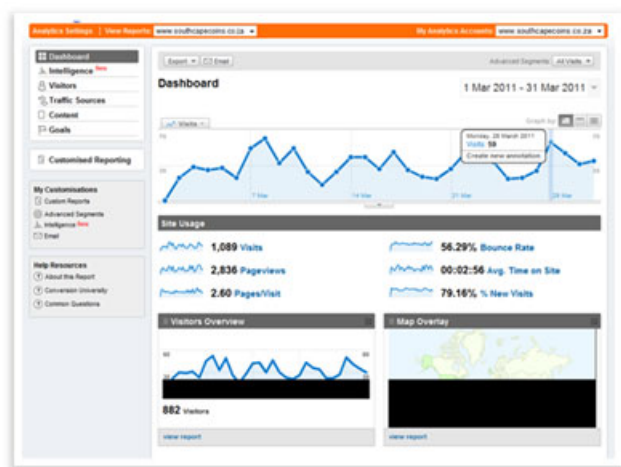 Analytics Settings | View Reports: www.southcapecoins.co.za
My Analytics Accounts: www.southcapecoins.co.za
Dashboard
Intelligence Beta
Visitors
Traffic Sources
Content
Goals
Customised Reporting
My Customisations
Custom Reports
Advanced Segments
Intelligence Beta
Email
Help Resources
About this Report
Conversion University
Common Questions
Export
Email
Advanced Segments: All Visits
Dashboard
1 Mar 2011 - 31 Mar 2011
Visits
Graph by:
Monday, 28 March 2011
Visits: 59
Create new annotation
7 Mar
14 Mar
21 Mar
28 Mar
Site Usage
1,089 Visits
56.29% Bounce Rate
2,836 Pageviews
00:02:56 Avg. Time on Site
2.60 Pages/Visit
79.16% % New Visits
Visitors Overview
Map Overlay
882 Visitors
view report
view report